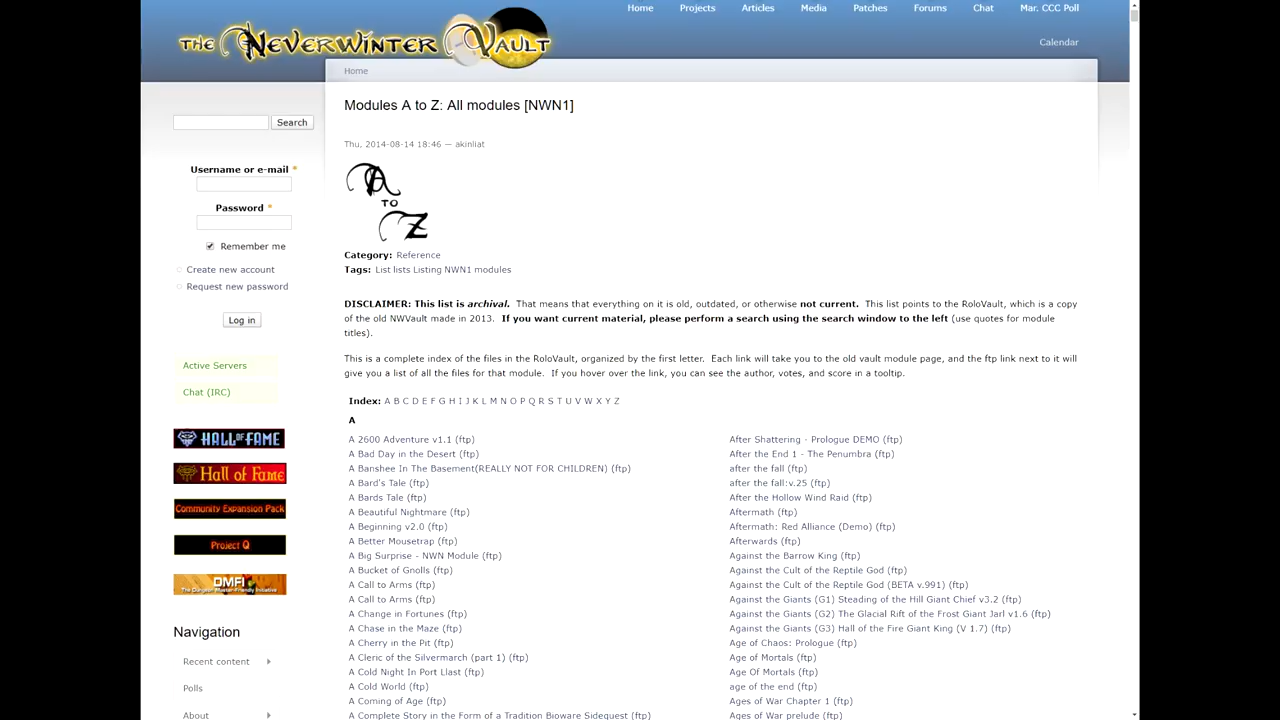 Home Projects Articles Media Patches Forums Chat Mar. CCC Poll
THE NEVERWINTER VAULT
Calendar
Home
Search
Username or e-mail *
Password *
Remember me
Create new account
Request new password
Log in
Active Servers
Chat (IRC)
HALL OF FAME
Hall of Fame
Community Expansion Pack
Project Q
DMFI
The Dungeon Master-Friendly Initiative
Navigation
Recent content
Polls
About
Modules A to Z: All modules [NWN1]
Thu, 2014-08-14 18:46 — akinliat
A
TO
Z
Category: Reference
Tags: List lists Listing NWN1 modules
DISCLAIMER: This list is archival. That means that everything on it is old, outdated, or otherwise not current. This list points to the RoloVault, which is a copy
of the old NWVault made in 2013. If you want current material, please perform a search using the search window to the left (use quotes for module
titles).
This is a complete index of the files in the RoloVault, organized by the first letter. Each link will take you to the old vault module page, and the ftp link next to it will
give you a list of all the files for that module. If you hover over the link, you can see the author, votes, and score in a tooltip.
Index: A B C D E F G H I J K L M N O P Q R S T U V W X Y Z
A
A 2600 Adventure v1.1 (ftp)
A Bad Day in the Desert (ftp)
A Banshee In The Basement(REALLY NOT FOR CHILDREN) (ftp)
A Bard's Tale (ftp)
A Bards Tale (ftp)
A Beautiful Nightmare (ftp)
A Beginning v2.0 (ftp)
A Better Mousetrap (ftp)
A Big Surprise - NWN Module (ftp)
A Bucket of Gnolls (ftp)
A Call to Arms (ftp)
A Call to Arms (ftp)
A Change in Fortunes (ftp)
A Chase in the Maze (ftp)
A Cherry in the Pit (ftp)
A Cleric of the Silvermarch (part 1) (ftp)
A Cold Night In Port Llast (ftp)
A Cold World (ftp)
A Coming of Age (ftp)
A Complete Story in the Form of a Tradition Bioware Sidequest (ftp)
After Shattering - Prologue DEMO (ftp)
After the End 1 - The Penumbra (ftp)
after the fall (ftp)
after the fall:v.25 (ftp)
After the Hollow Wind Raid (ftp)
Aftermath (ftp)
Aftermath: Red Alliance (Demo) (ftp)
Afterwards (ftp)
Against the Barrow King (ftp)
Against the Cult of the Reptile God (ftp)
Against the Cult of the Reptile God (BETA v.991) (ftp)
Against the Giants (G1) Steading of the Hill Giant Chief v3.2 (ftp)
Against the Giants (G2) The Glacial Rift of the Frost Giant Jarl v1.6 (ftp)
Against the Giants (G3) Hall of the Fire Giant King (V 1.7) (ftp)
Age of Chaos: Prologue (ftp)
Age of Mortals (ftp)
Age Of Mortals (ftp)
age of the end (ftp)
Ages of War Chapter 1 (ftp)
Ages of War prelude (ftp)